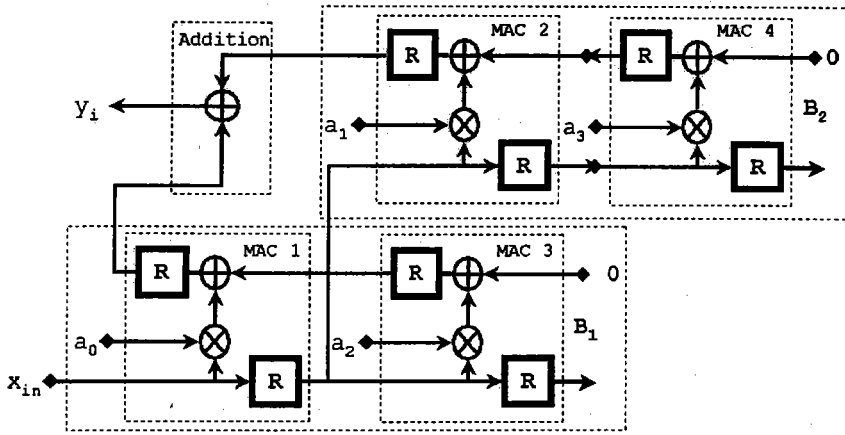 Addition
MAC 2
MAC 4
R
R
0
y_i
a_1
a_3
B_2
R
R
MAC 1
MAC 3
R
R
0
a_0
a_2
B_1
x_in
R
R